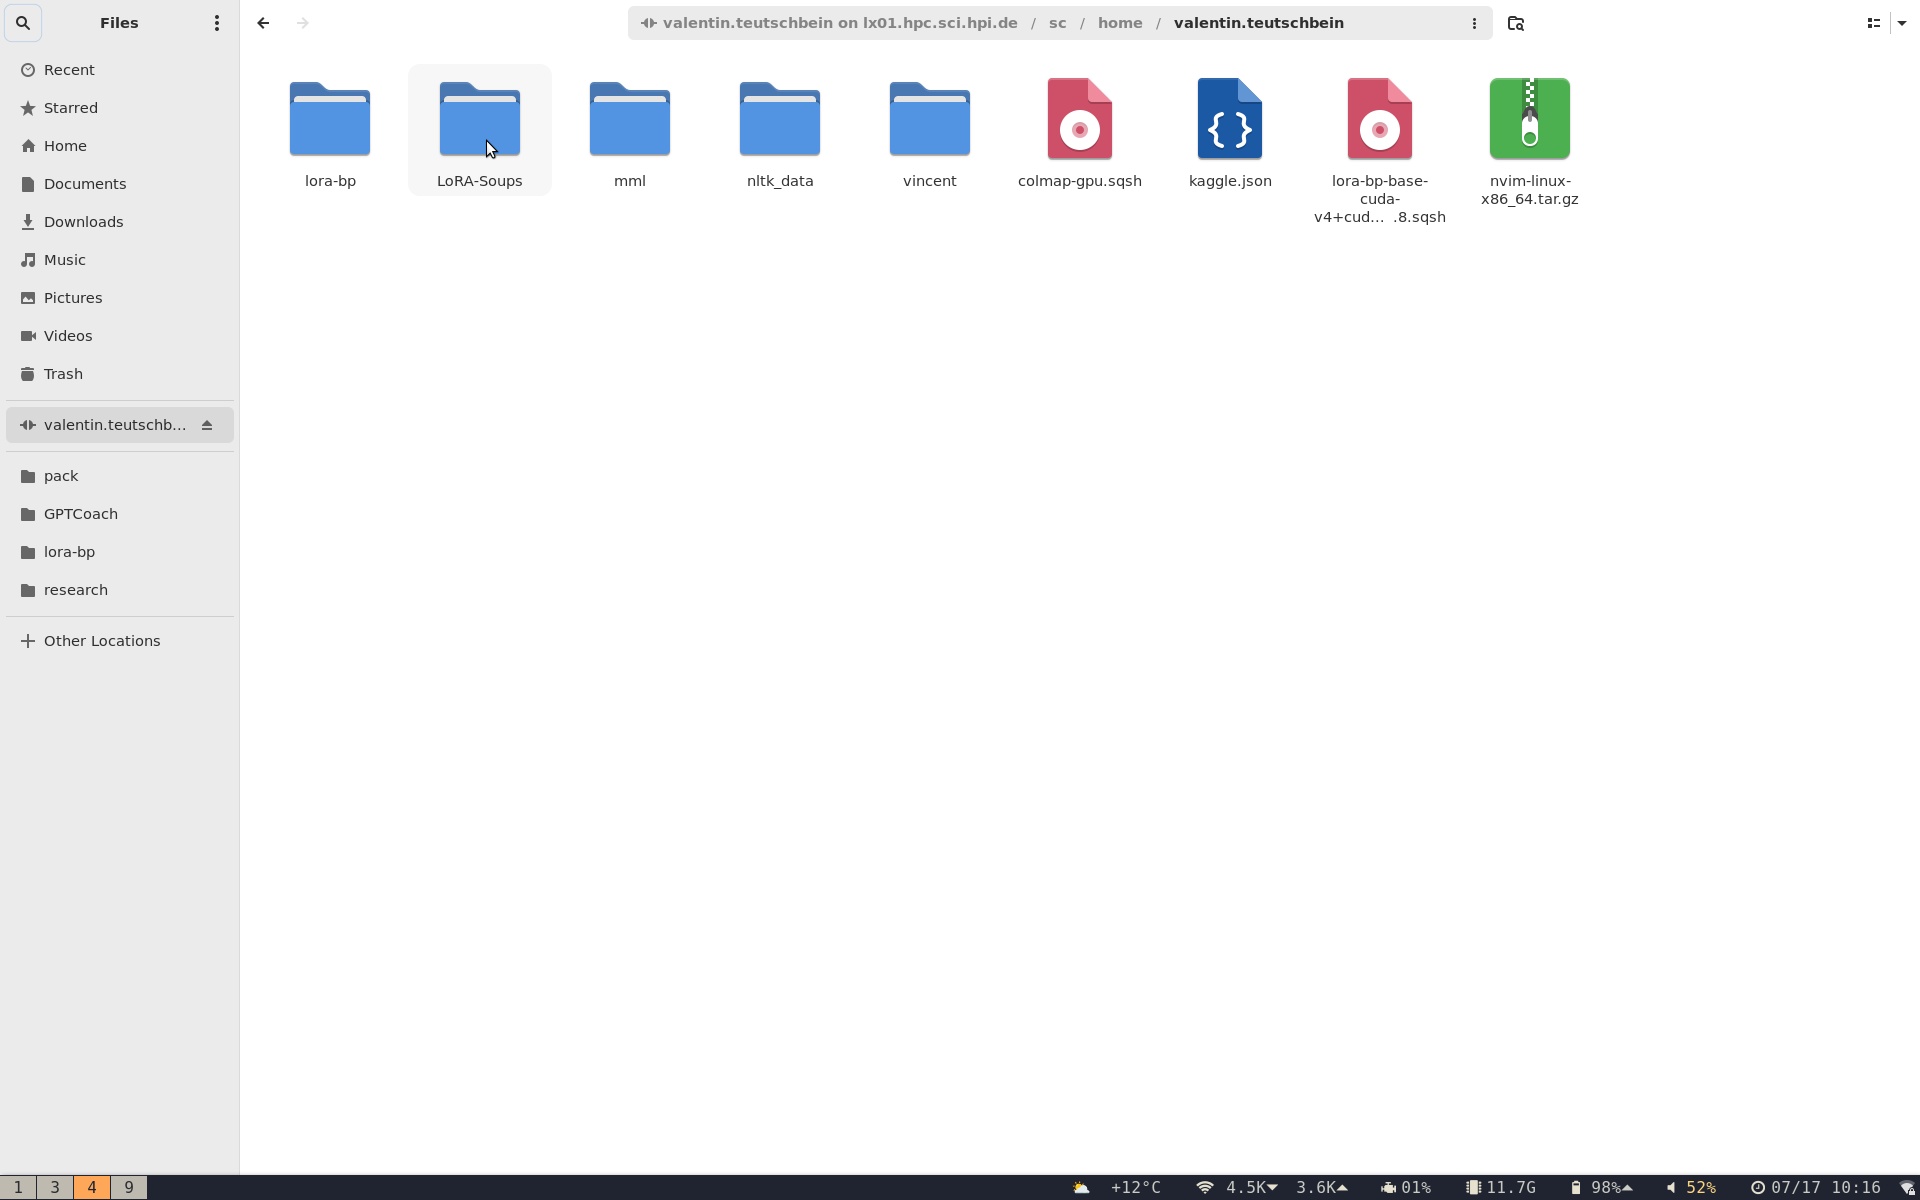 Files
valentin.teutschbein on lx01.hpc.sci.hpi.de / sc / home / valentin.teutschbein
Recent
Starred
Home
Documents
Downloads
Music
Pictures
Videos
Trash
valentin.teutschb...
pack
GPTCoach
lora-bp
research
Other Locations
lora-bp
LoRA-Soups
mml
nltk_data
vincent
colmap-gpu.sqsh
kaggle.json
lora-bp-base-
cuda-
v4+cud... .8.sqsh
nvim-linux-
x86_64.tar.gz
1 3 4 9 +12°C 4.5K 3.6K 01% 11.7G 98% 52% 07/17 10:16